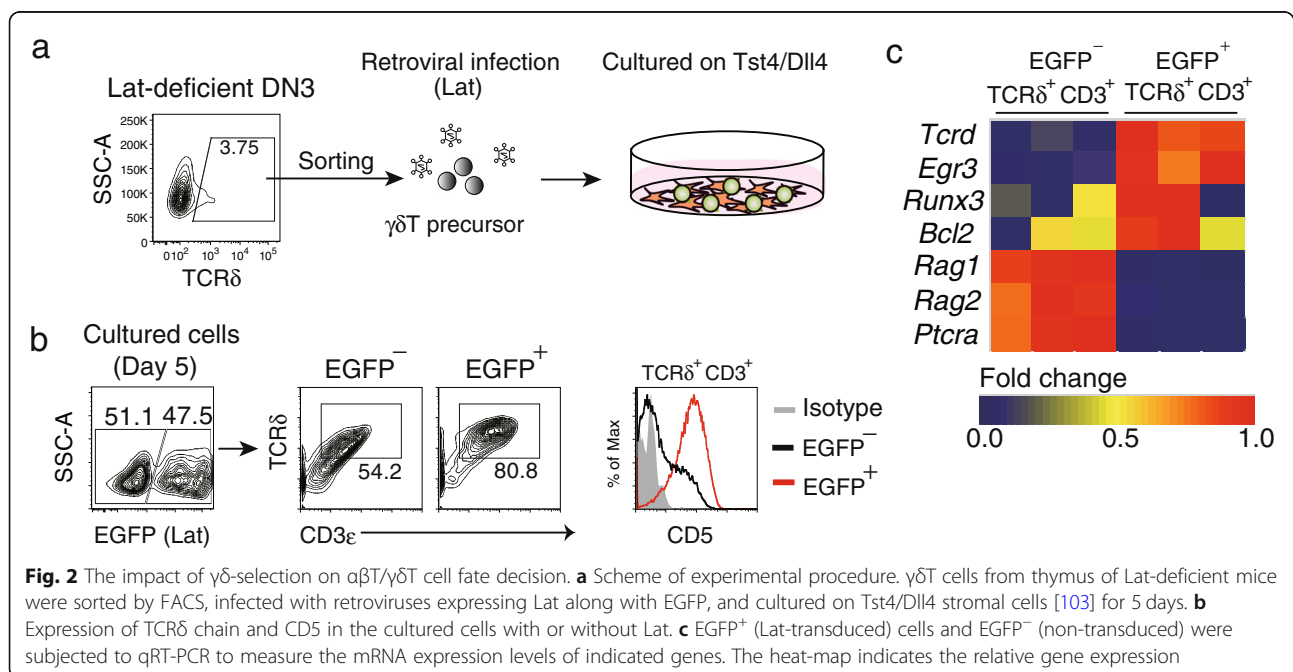 a
Lat-deficient DN3
Retroviral infection
(Lat)
Cultured on Tst4/Dll4
SSC-A
250K
200K
150K
100K
50K
0
3.75
0 10² 10³ 10⁴ 10⁵
TCRδ
Sorting
γδT precursor
b
Cultured cells
(Day 5)
SSC-A
51.1 47.5
EGFP (Lat)
EGFP⁻
EGFP⁺
TCRδ
54.2
80.8
CD3ε
TCRδ⁺ CD3⁺
% of Max
CD5
Isotype
EGFP⁻
EGFP⁺
c
EGFP⁻ EGFP⁺
TCRδ⁺ CD3⁺ TCRδ⁺ CD3⁺
Tcrd
Egr3
Runx3
Bcl2
Rag1
Rag2
Ptcra
Fold change
0.0 0.5 1.0
Fig. 2 The impact of γδ-selection on αβT/γδT cell fate decision. a Scheme of experimental procedure. γδT cells from thymus of Lat-deficient mice
were sorted by FACS, infected with retroviruses expressing Lat along with EGFP, and cultured on Tst4/Dll4 stromal cells [103] for 5 days. b
Expression of TCRδ chain and CD5 in the cultured cells with or without Lat. c EGFP⁺ (Lat-transduced) cells and EGFP⁻ (non-transduced) were
subjected to qRT-PCR to measure the mRNA expression levels of indicated genes. The heat-map indicates the relative gene expression